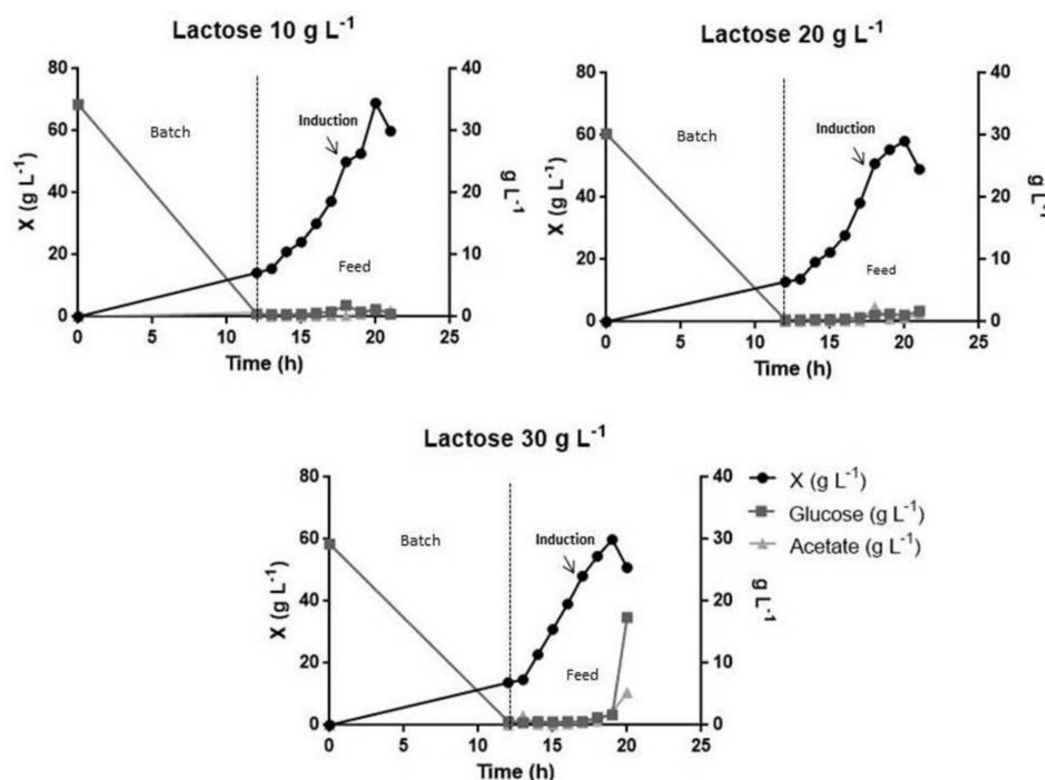 Lactose 10 g L-1
80
60
40
20
0
X (g L-1)
40
30
20
10
0
g L-1
Batch
Induction
Feed
0 5 10 15 20 25
Time (h)
Lactose 20 g L-1
80
60
40
20
0
X (g L-1)
40
30
20
10
0
g L-1
Batch
Induction
Feed
0 5 10 15 20 25
Time (h)
Lactose 30 g L-1
80
60
40
20
0
X (g L-1)
40
30
20
10
0
g L-1
Batch
Induction
Feed
0 5 10 15 20 25
Time (h)
X (g L-1)
Glucose (g L-1)
Acetate (g L-1)